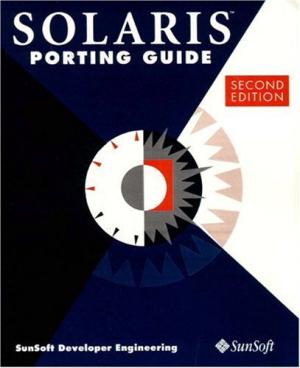 SOLARIS™
PORTING GUIDE
SECOND
EDITION
SunSoft Developer Engineering
SunSoft